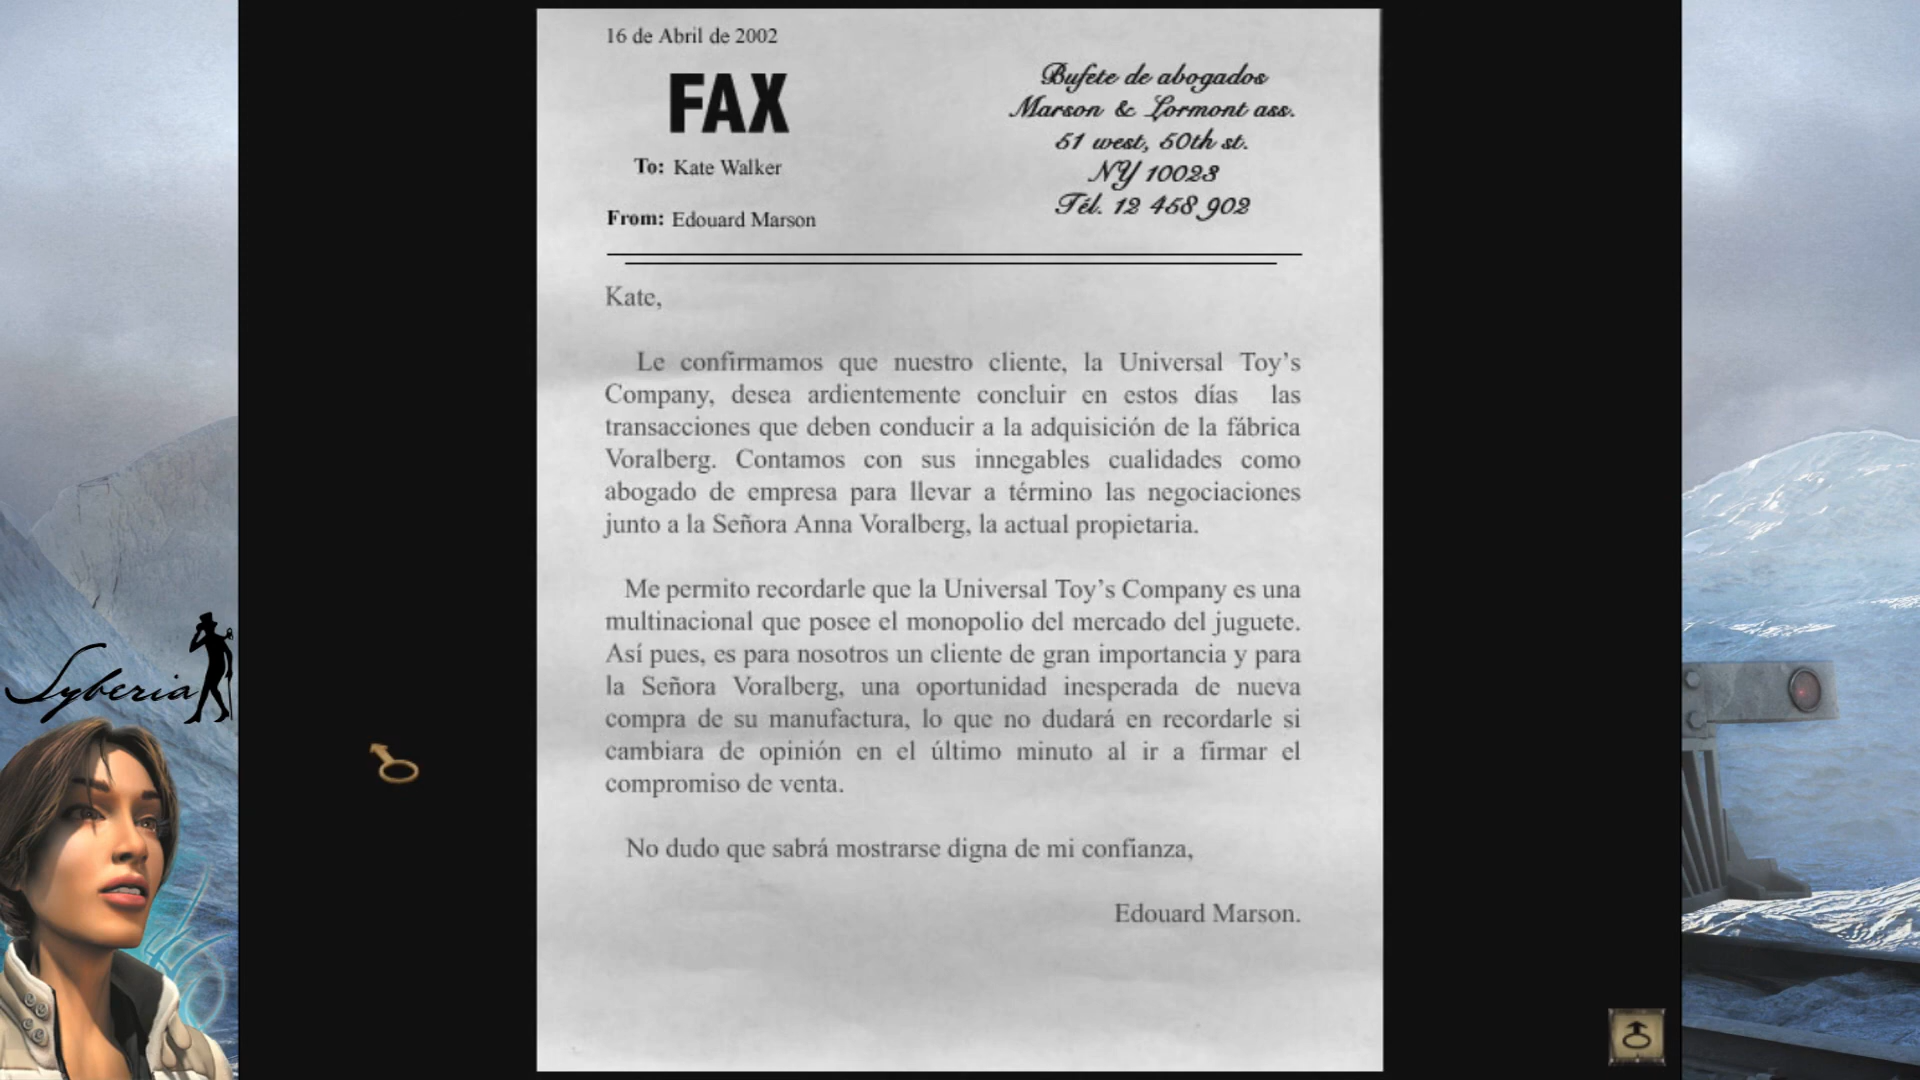 16 de Abril de 2002
FAX
To: Kate Walker
From: Edouard Marson
Bufete de abogados
Marson & Lormont ass.
51 west, 50th st.
NY 10023
Tél. 12 458 902
Kate,
Le confirmamos que nuestro cliente, la Universal Toy's
Company, desea ardientemente concluir en estos días las
transacciones que deben conducir a la adquisición de la fábrica
Voralberg. Contamos con sus innegables cualidades como
abogado de empresa para llevar a término las negociaciones
junto a la Señora Anna Voralberg, la actual propietaria.
Me permito recordarle que la Universal Toy's Company es una
multinacional que posee el monopolio del mercado del juguete.
Así pues, es para nosotros un cliente de gran importancia y para
la Señora Voralberg, una oportunidad inesperada de nueva
compra de su manufactura, lo que no dudará en recordarle si
cambiara de opinión en el último minuto al ir a firmar el
compromiso de venta.
No dudo que sabrá mostrarse digna de mi confianza,
Edouard Marson.
Syberia